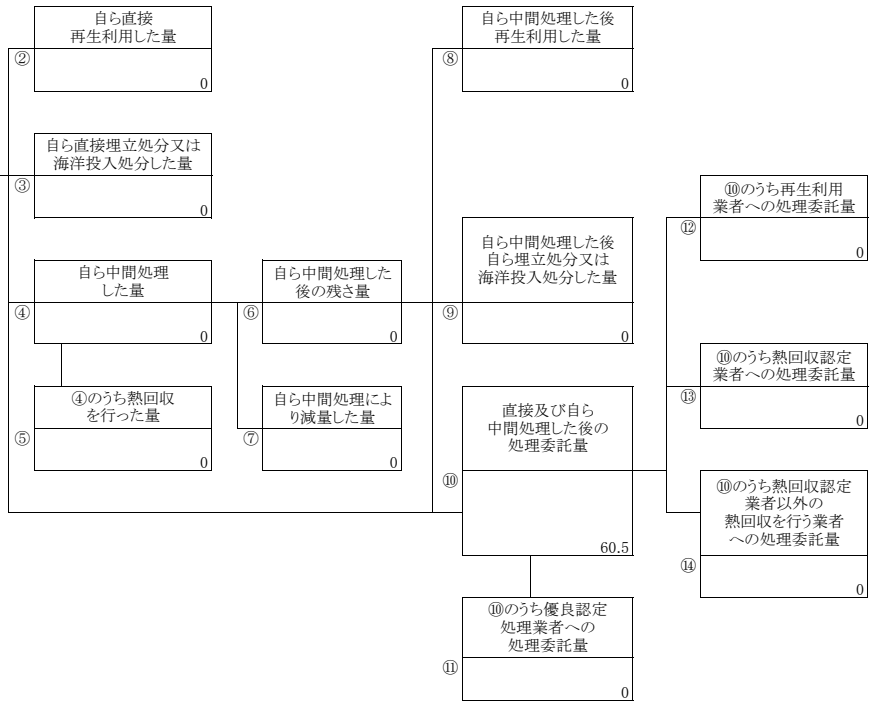 自ら直接
再生利用した量
②
0
自ら直接埋立処分又は
海洋投入処分した量
③
0
自ら中間処理
した量
④
0
④のうち熱回収
を行った量
⑤
0
自ら中間処理した
後の残さ量
⑥
0
自ら中間処理によ
り減量した量
⑦
0
自ら中間処理した後
再生利用した量
⑧
0
自ら中間処理した後
自ら埋立処分又は
海洋投入処分した量
⑨
0
直接及び自ら
中間処理した後の
処理委託量
⑩
60.5
⑩のうち優良認定
処理業者への
処理委託量
⑪
0
⑩のうち再生利用
業者への処理委託量
⑫
0
⑩のうち熱回収認定
業者への処理委託量
⑬
0
⑩のうち熱回収認定
業者以外の
熱回収を行う業者
への処理委託量
⑭
0